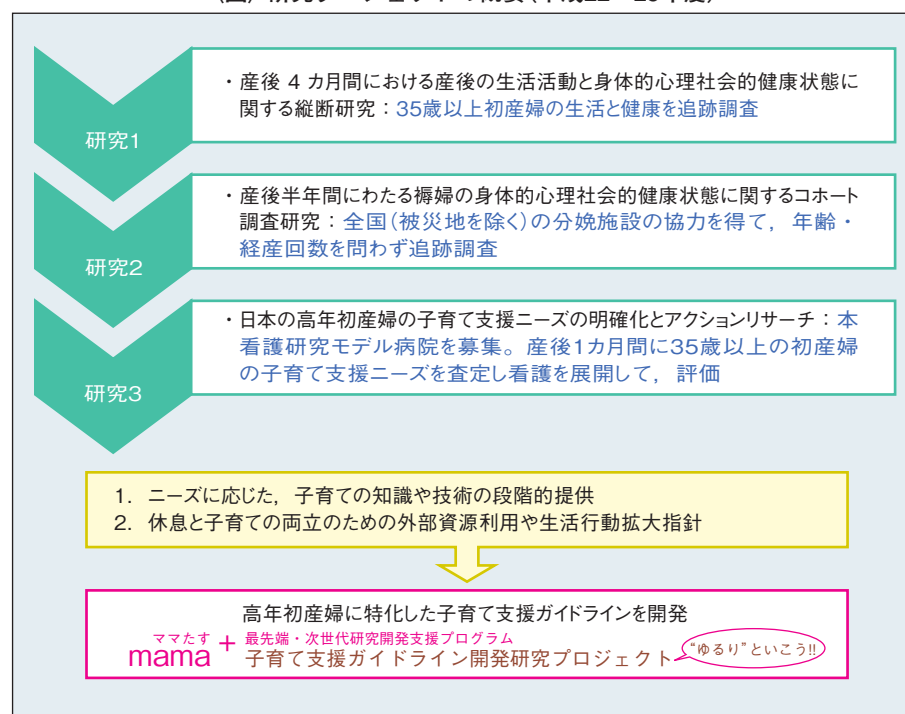 研究1
・産後 4 カ月間における産後の生活活動と身体的心理社会的健康状態に
関する縦断研究：35歳以上初産婦の生活と健康を追跡調査
研究2
・産後半年間にわたる褥婦の身体的心理社会的健康状態に関するコホート
調査研究：全国（被災地を除く）の分娩施設の協力を得て，年齢・
経産回数を問わず追跡調査
研究3
・日本の高年初産婦の子育て支援ニーズの明確化とアクションリサーチ：本
看護研究モデル病院を募集。産後1カ月間に35歳以上の初産婦
の子育て支援ニーズを査定し看護を展開して，評価
1. ニーズに応じた，子育ての知識や技術の段階的提供
2. 休息と子育ての両立のための外部資源利用や生活行動拡大指針
高年初産婦に特化した子育て支援ガイドラインを開発
ママたす
mama＋
最先端・次世代研究開発支援プログラム
子育て支援ガイドライン開発研究プロジェクト
“ゆるり”といこう!!